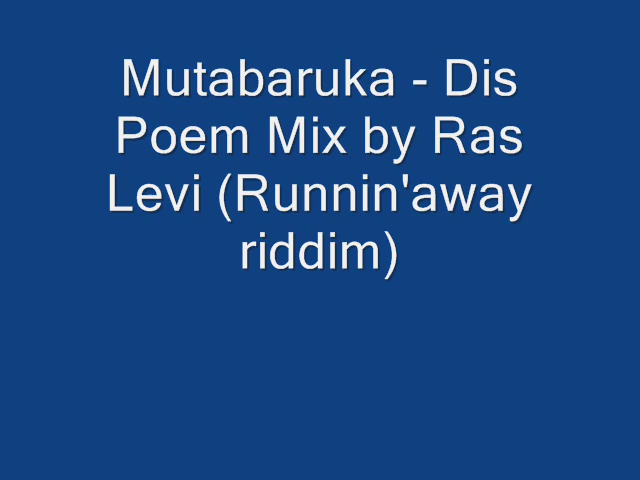 Mutabaruka - Dis
Poem Mix by Ras
Levi (Runnin'away
riddim)